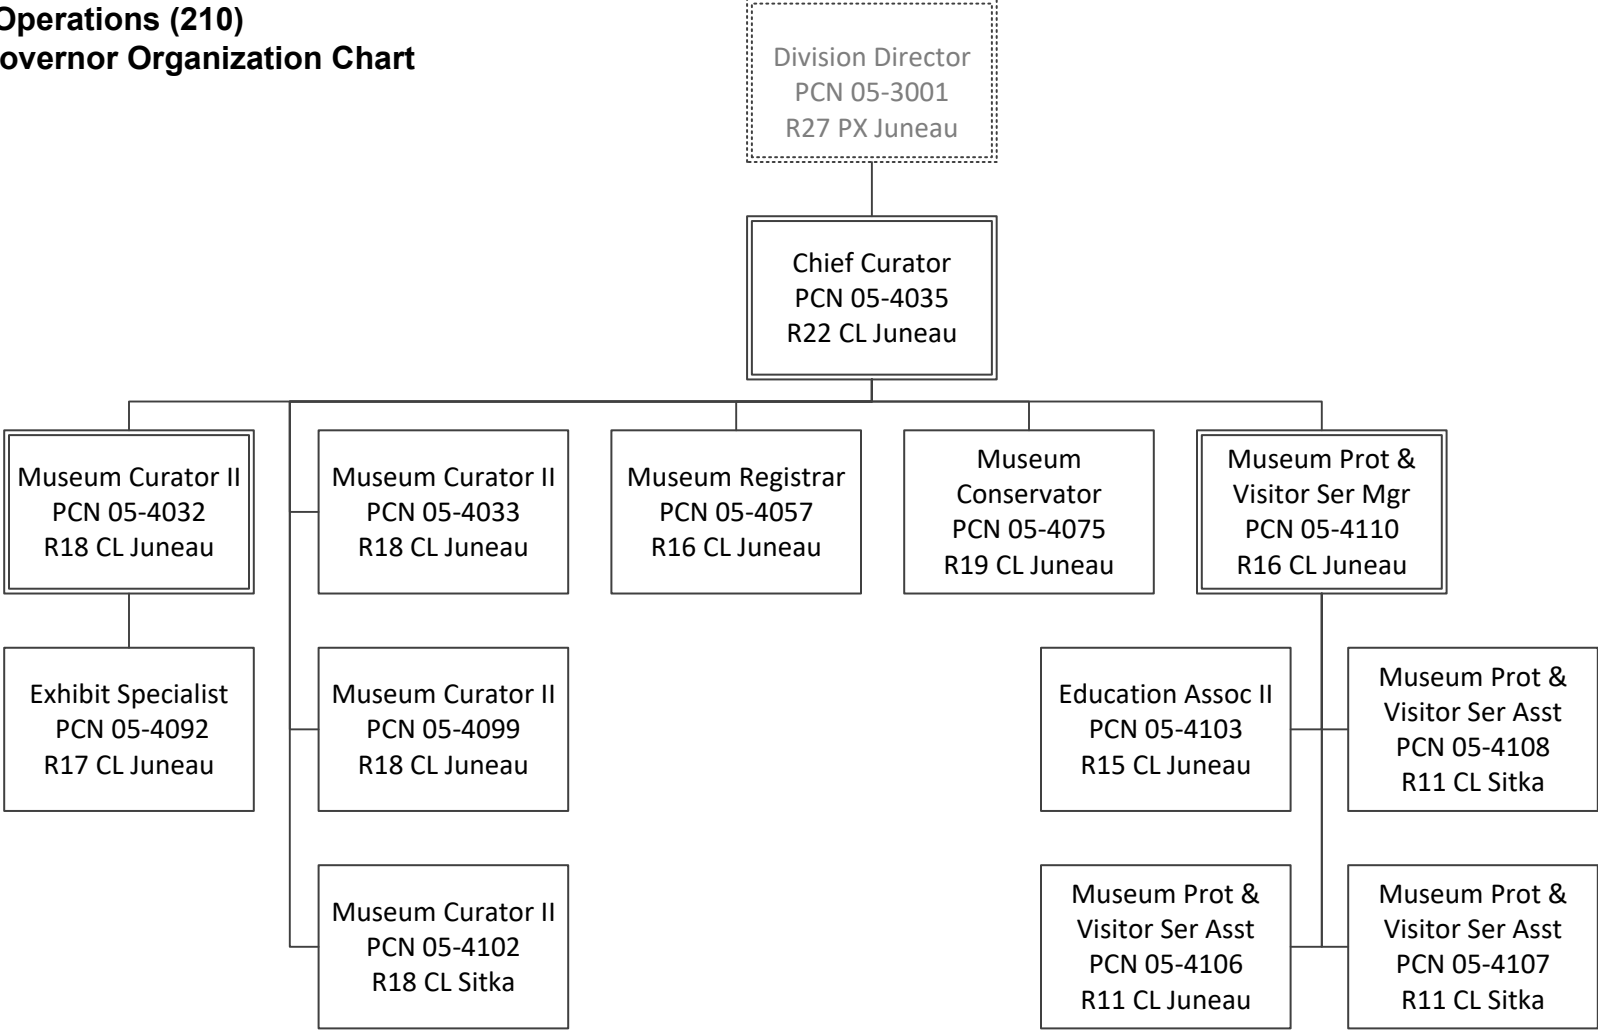 Operations (210)
overnor Organization Chart
Division Director
PCN 05-3001
R27 PX Juneau
Chief Curator
PCN 05-4035
R22 CL Juneau
Museum Curator II
PCN 05-4032
R18 CL Juneau
Museum Curator II
PCN 05-4033
R18 CL Juneau
Museum Registrar
PCN 05-4057
R16 CL Juneau
Museum
Conservator
PCN 05-4075
R19 CL Juneau
Museum Prot &
Visitor Ser Mgr
PCN 05-4110
R16 CL Juneau
Exhibit Specialist
PCN 05-4092
R17 CL Juneau
Museum Curator II
PCN 05-4099
R18 CL Juneau
Education Assoc II
PCN 05-4103
R15 CL Juneau
Museum Prot &
Visitor Ser Asst
PCN 05-4108
R11 CL Sitka
Museum Curator II
PCN 05-4102
R18 CL Sitka
Museum Prot &
Visitor Ser Asst
PCN 05-4106
R11 CL Juneau
Museum Prot &
Visitor Ser Asst
PCN 05-4107
R11 CL Sitka